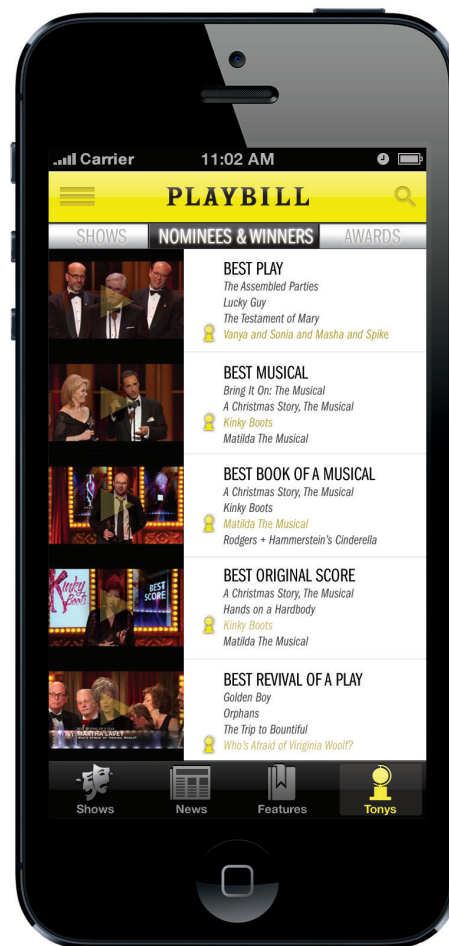 Carrier 11:02 AM
PLAYBILL
SHOWS NOMINEES & WINNERS AWARDS
BEST PLAY
The Assembled Parties
Lucky Guy
The Testament of Mary
Vanya and Sonia and Masha and Spike
BEST MUSICAL
Bring It On: The Musical
A Christmas Story, The Musical
Kinky Boots
Matilda The Musical
BEST BOOK OF A MUSICAL
A Christmas Story, The Musical
Kinky Boots
Matilda The Musical
Rodgers + Hammerstein's Cinderella
Kinky
Boots
BEST
SCORE
BEST ORIGINAL SCORE
A Christmas Story, The Musical
Hands on a Hardbody
Kinky Boots
Matilda The Musical
MARTHA LAVEY
BEST REVIVAL OF A PLAY
Golden Boy
Orphans
The Trip to Bountiful
Who's Afraid of Viriginia Woolf?
Shows News Features Tonys